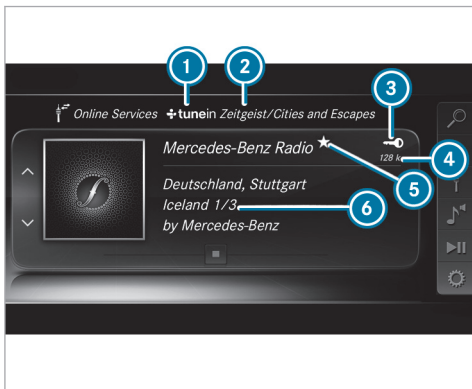 1 2 3
Online Services tunein Zeitgeist/Cities and Escapes
Mercedes-Benz Radio
128 k 4
5
Deutschland, Stuttgart
Iceland 1/3 6
by Mercedes-Benz